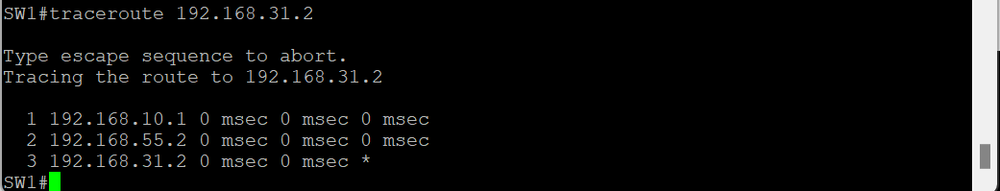 SW1#traceroute 192.168.31.2
Type escape sequence to abort.
Tracing the route to 192.168.31.2
1 192.168.10.1 0 msec 0 msec 0 msec
2 192.168.55.2 0 msec 0 msec 0 msec
3 192.168.31.2 0 msec 0 msec *
SW1#